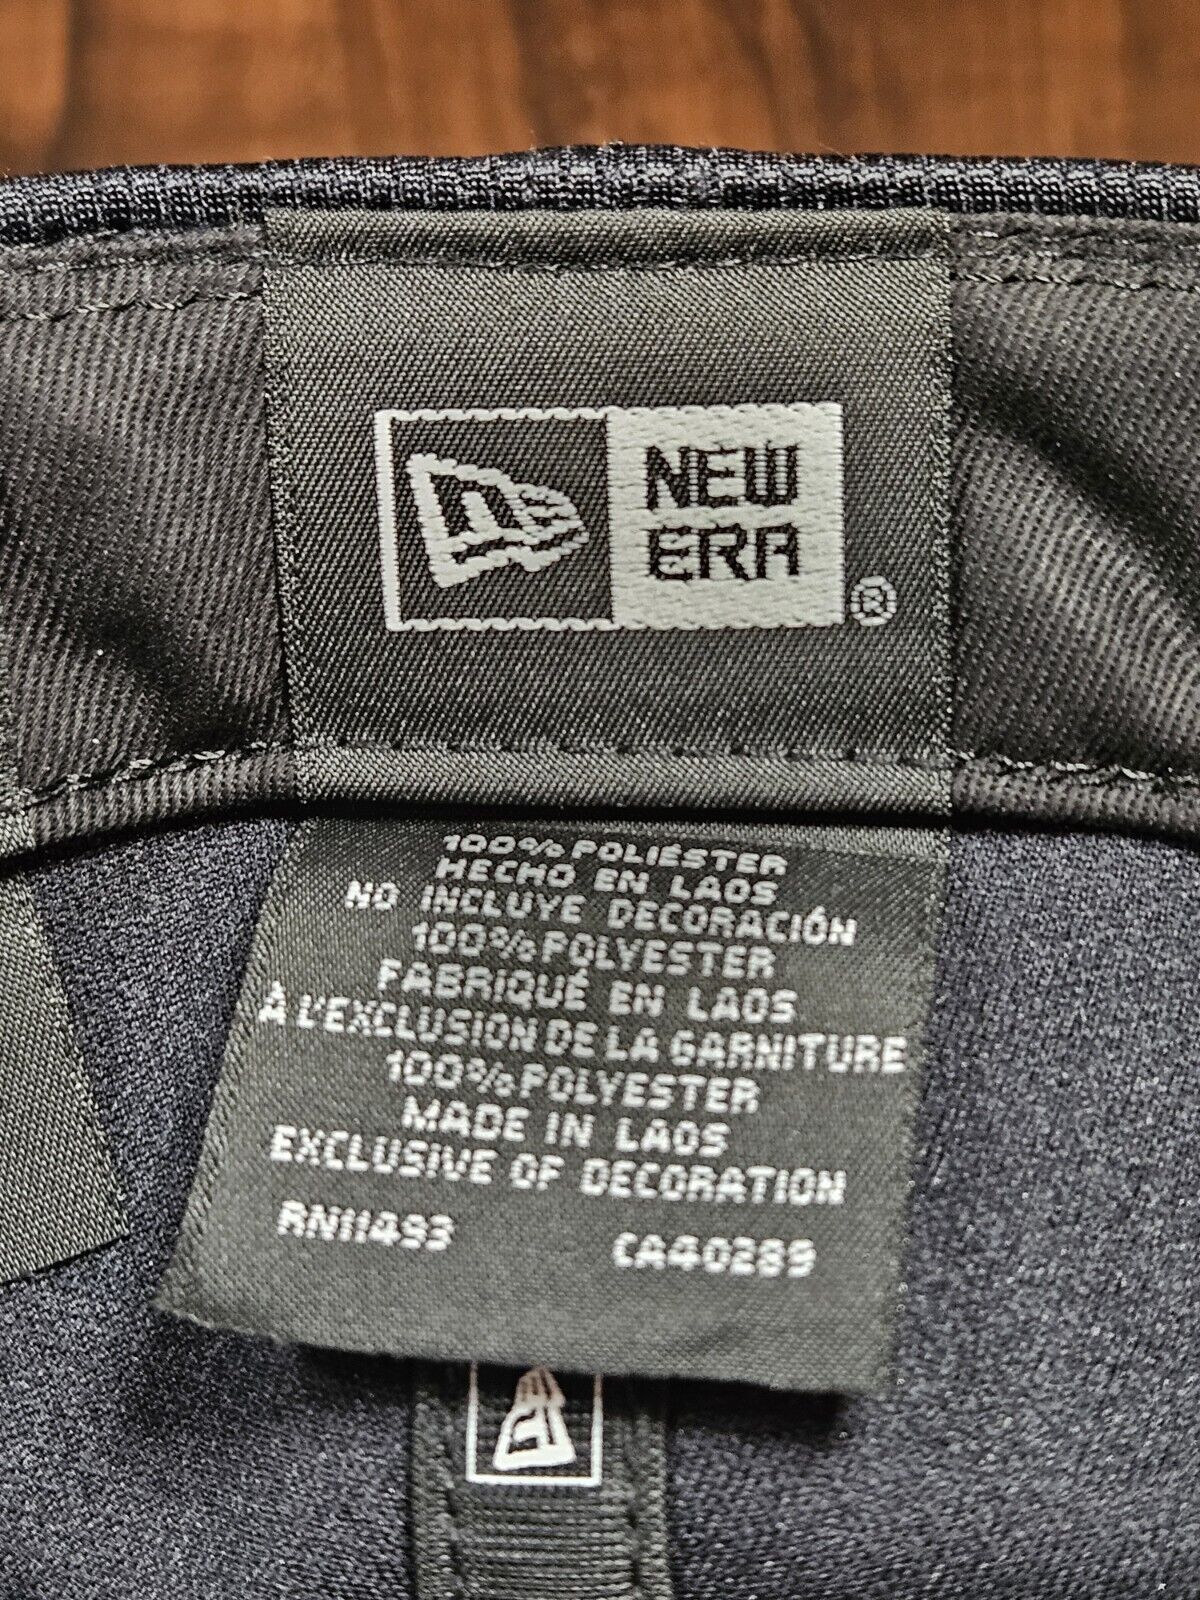 NEW
ERA
®
100% POLIÉSTER
HECHO EN LAOS
NO INCLUYE DECORACIÓN
100% POLYESTER
FABRIQUÉ EN LAOS
À L'EXCLUSION DE LA GARNITURE
100% POLYESTER
MADE IN LAOS
EXCLUSIVE OF DECORATION
RN11493 CA40289